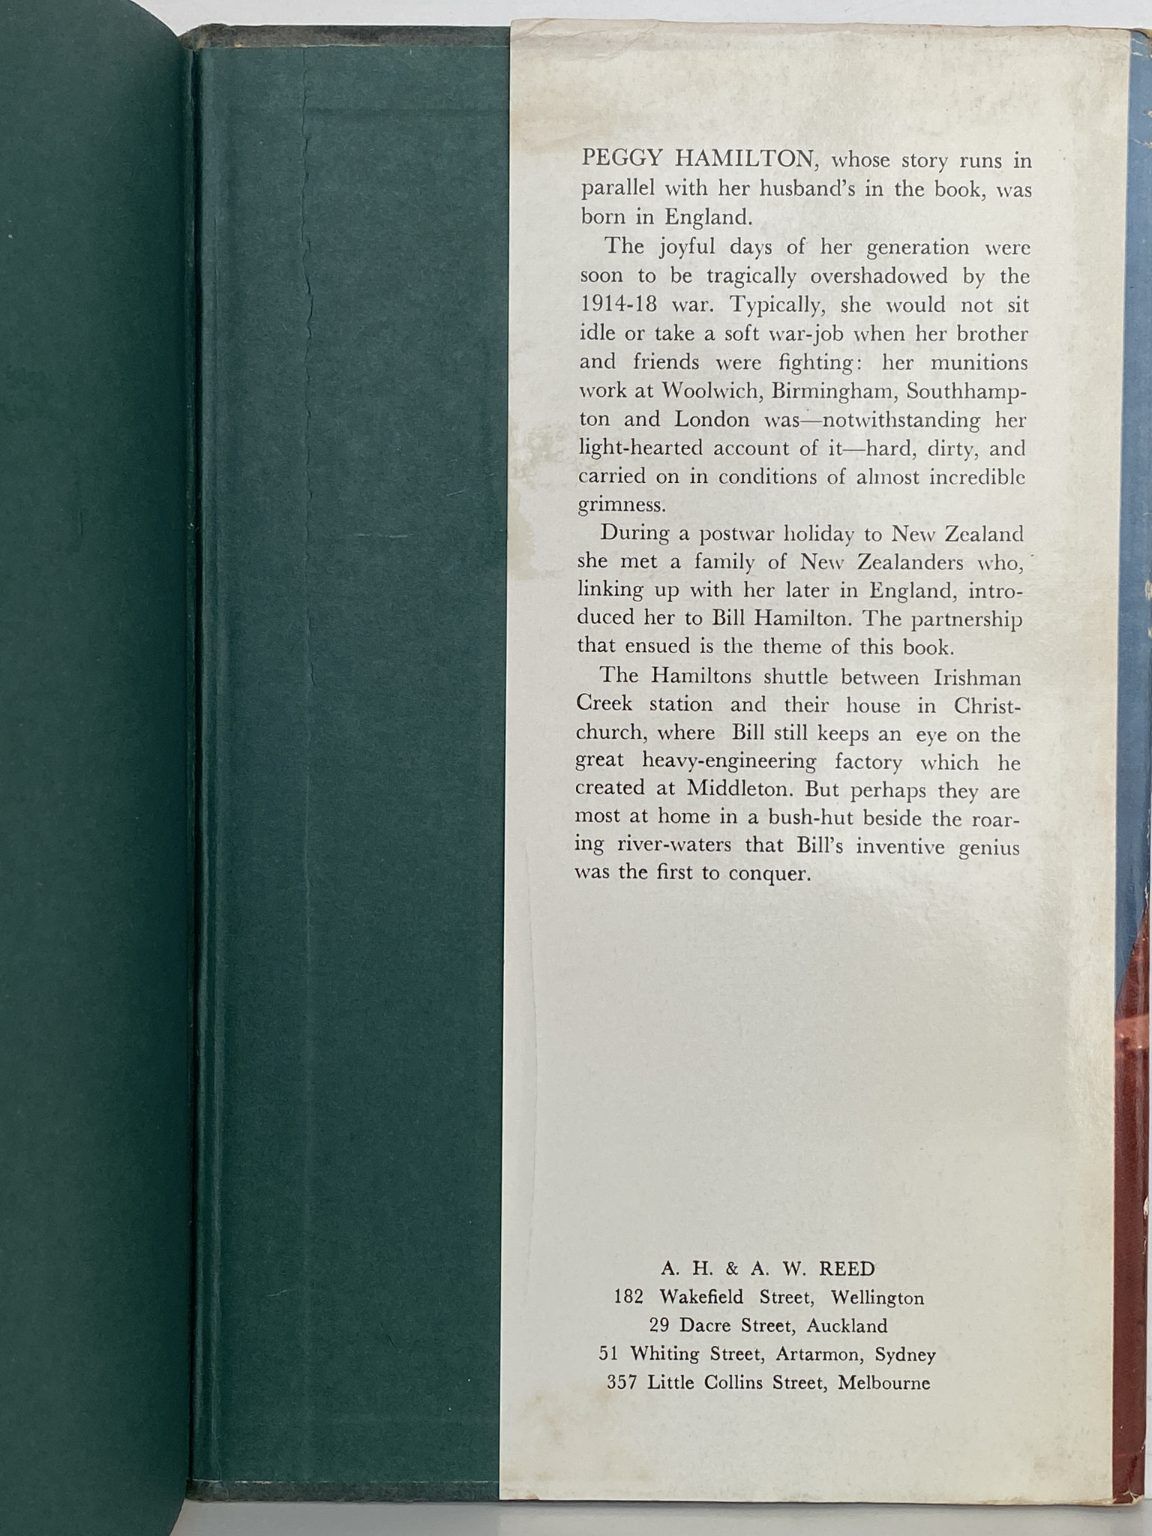 PEGGY HAMILTON, whose story runs in
parallel with her husband's in the book, was
born in England.
The joyful days of her generation were
soon to be tragically overshadowed by the
1914-18 war. Typically, she would not sit
idle or take a soft war-job when her brother
and friends were fighting: her munitions
work at Woolwich, Birmingham, Southhamp-
ton and London was—notwithstanding her
light-hearted account of it—hard, dirty, and
carried on in conditions of almost incredible
grimness.
During a postwar holiday to New Zealand
she met a family of New Zealanders who,
linking up with her later in England, intro-
duced her to Bill Hamilton. The partnership
that ensued is the theme of this book.
The Hamiltons shuttle between Irishman
Creek station and their house in Christ-
church, where Bill still keeps an eye on the
great heavy-engineering factory which he
created at Middleton. But perhaps they are
most at home in a bush-hut beside the roar-
ing river-waters that Bill's inventive genius
was the first to conquer.
A. H. & A. W. REED
182 Wakefield Street, Wellington
29 Dacre Street, Auckland
51 Whiting Street, Artarmon, Sydney
357 Little Collins Street, Melbourne